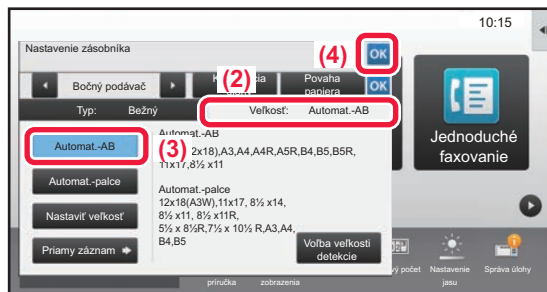 10:15
Nastavenie zásobníka
(4)
OK
Bočný podávač
(2)
Povaha
papiera
OK
Typ: Bežný
Veľkosť: Automat.-AB
Automat.-AB
(3)
Automat.-AB
2x18),A3,A4,A4R,A5R,B4,B5,B5R,
11x17,8½ x11
Automat.-palce
Automat.-palce
12x18(A3W),11x17, 8½ x14,
8½ x11, 8½ x11R,
5½ x 8½R,7½ x 10½ R,A3,A4,
B4,B5
Nastaviť veľkosť
Priamy záznam
Voľba veľkosti
detekcie
Jednoduché
faxovanie
počet
Nastavenie
jasu
Správa úlohy
príručka
zobrazenia